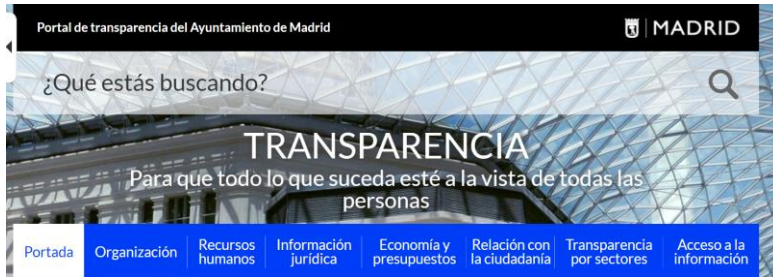 Portal de transparencia del Ayuntamiento de Madrid
MADRID
¿Qué estás buscando?
TRANSPARENCIA
Para que todo lo que suceda esté a la vista de todas las
personas
Portada
Organización
Recursos
humanos
Información
jurídica
Economía y
presupuestos
Relación con
la ciudadanía
Transparencia
por sectores
Acceso a la
información